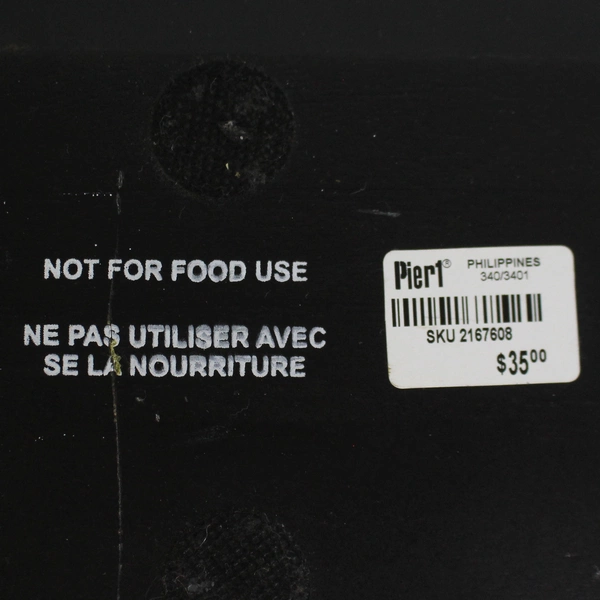 NOT FOR FOOD USE
NE PAS UTILISER AVEC
SE LA NOURRITURE
Pier1® PHILIPPINES
340/3401
SKU 2167608
$3500